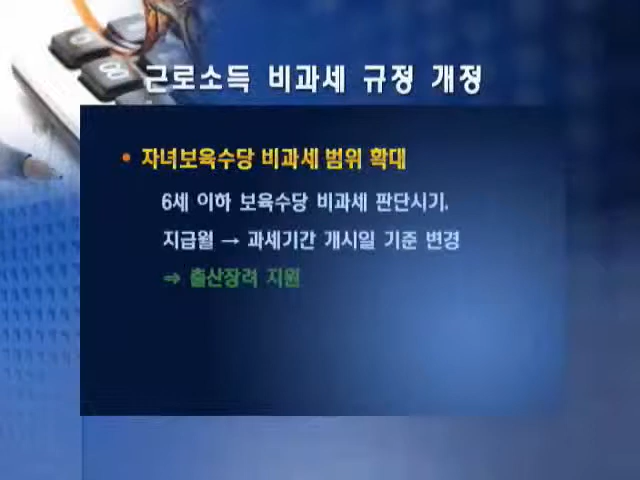 근로소득 비과세 규정 개정
• 자녀보육수당 비과세 범위 확대
6세 이하 보육수당 비과세 판단시기.
지급월 → 과세기간 개시일 기준 변경
⇒ 출산장려 지원